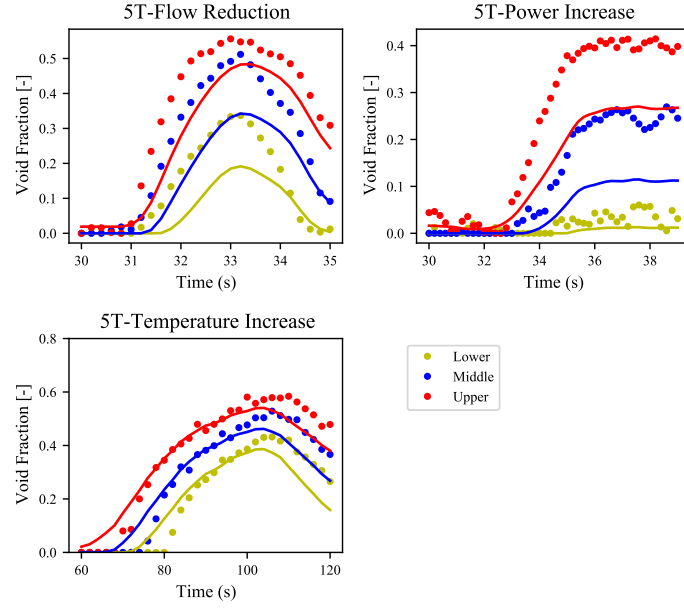 5T-Flow Reduction
Void Fraction [-]
0.5
0.4
0.3
0.2
0.1
0.0
30 31 32 33 34 35
Time (s)
5T-Power Increase
Void Fraction [-]
0.4
0.3
0.2
0.1
0.0
30 32 34 36 38
Time (s)
5T-Temperature Increase
Void Fraction [-]
0.8
0.6
0.4
0.2
0.0
60 80 100 120
Time (s)
Lower
Middle
Upper